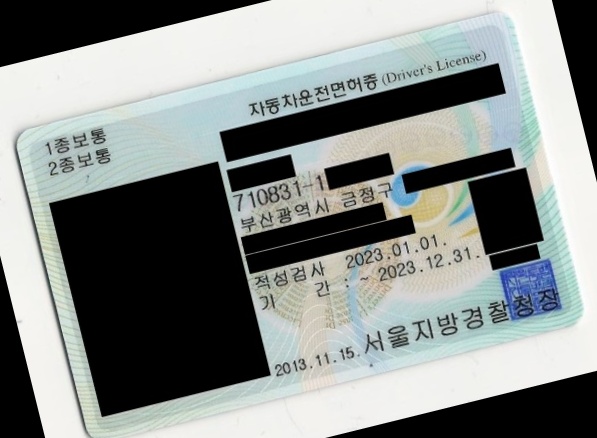 자동차운전면허증 (Driver's License)
1종보통
2종보통
710831-1
부산광역시 금정구
적성검사 2023.01.01.
기 간 : ~ 2023.12.31.
2013.11.15. 서울지방경찰청장